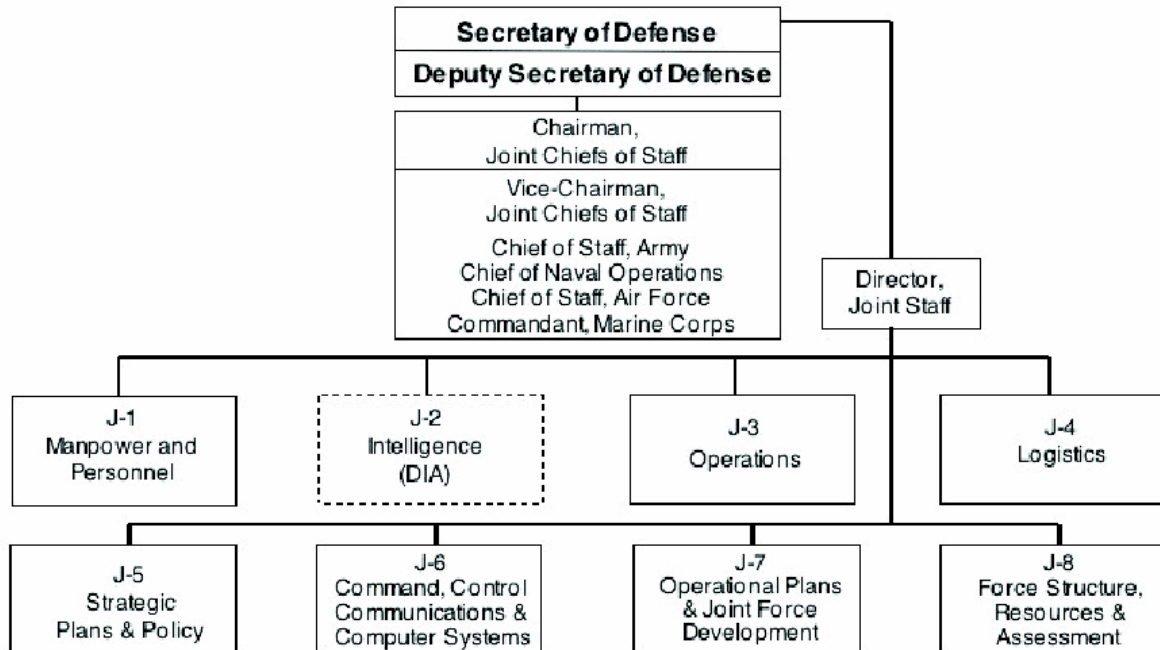 Secretary of Defense
Deputy Secretary of Defense
Chairman,
Joint Chiefs of Staff
Vice-Chairman,
Joint Chiefs of Staff
Chief of Staff, Army
Chief of Naval Operations
Chief of Staff, Air Force
Commandant, Marine Corps
Director,
Joint Staff
J-1
Manpower and
Personnel
J-2
Intelligence
(DIA)
J-3
Operations
J-4
Logistics
J-5
Strategic
Plans & Policy
J-6
Command, Control
Communications &
Computer Systems
J-7
Operational Plans
& Joint Force
Development
J-8
Force Structure,
Resources &
Assessment